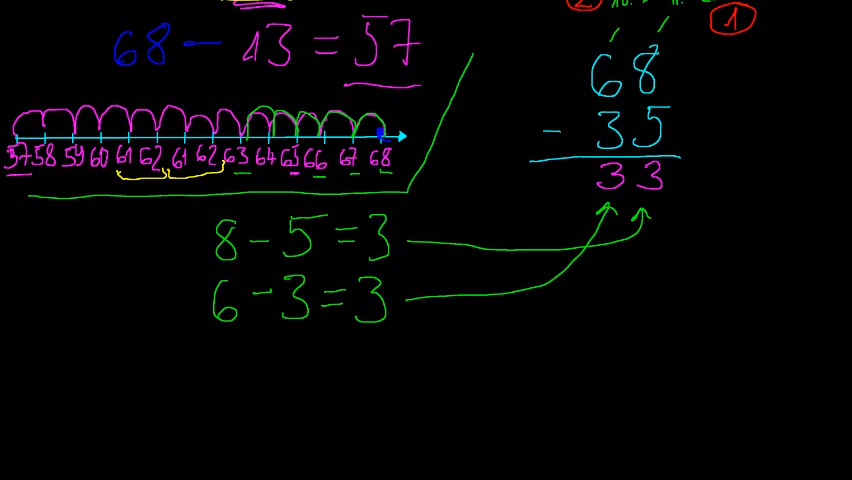 68 - 13 = 57
57 58 59 60 61 62 61 62 63 64 65 66 67 68
1
68
- 35
33
8 - 5 = 3
6 - 3 = 3